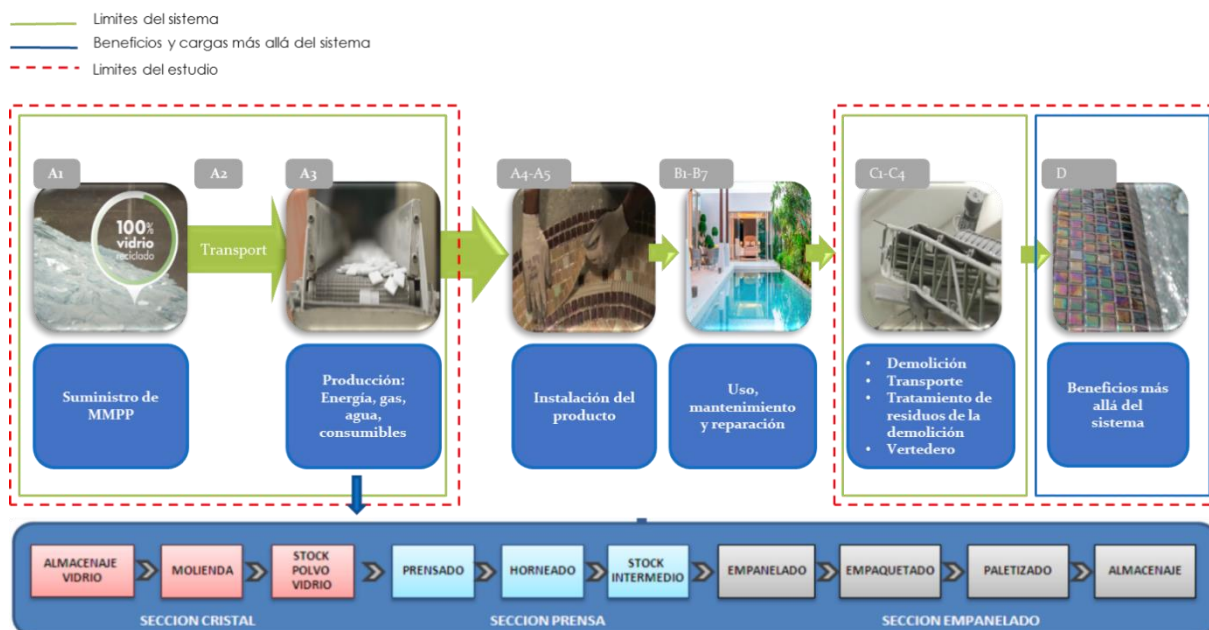 Limites del sistema
Beneficios y cargas más allá del sistema
Limites del estudio
A1
A2
A3
A4-A5
B1-B7
C1-C4
D
100%
vidrio
reciclado
Transport
Suministro de
MMPP
Producción:
Energía, gas,
agua,
consumibles
Instalación del
producto
Uso,
mantenimiento
y reparación
• Demolición
• Transporte
• Tratamiento de
residuos de la
demolición
• Vertedero
Beneficios más
allá del
sistema
ALMACENAJE
VIDRIO
MOLIENDA
STOCK
POLVO
VIDRIO
PRENSADO
HORNEADO
STOCK
INTERMEDIO
EMPANELADO
EMPAQUETADO
PALETIZADO
ALMACENAJE
SECCION CRISTAL
SECCION PRENSA
SECCION EMPANELADO